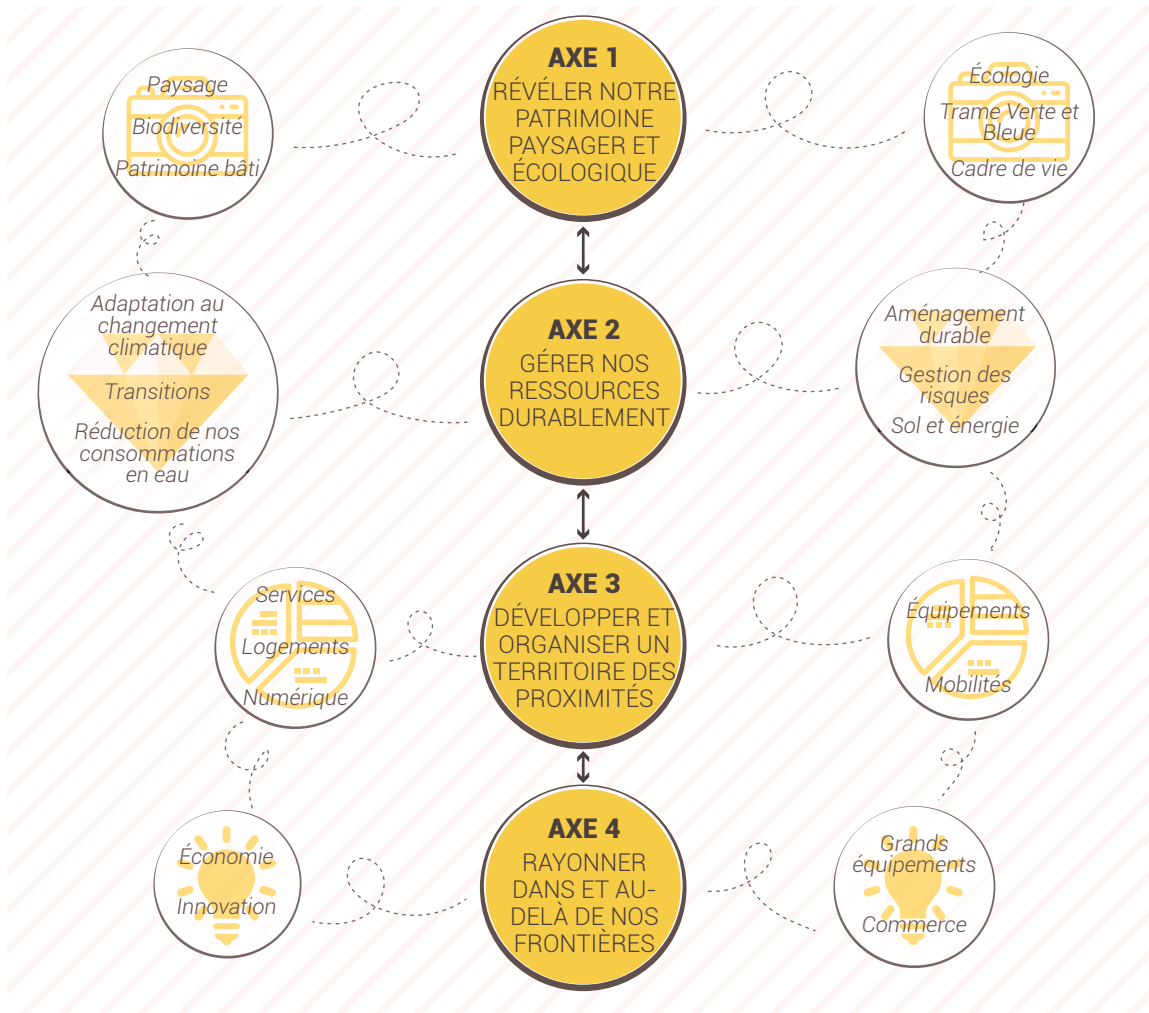 Paysage
Biodiversité
Patrimoine bâti
AXE 1
RÉVÉLER NOTRE
PATRIMOINE
PAYSAGER ET
ÉCOLOGIQUE
Écologie
Trame Verte et
Bleue
Cadre de vie
Adaptation au
changement
climatique
Transitions
Réduction de nos
consommations
en eau
AXE 2
GÉRER NOS
RESSOURCES
DURABLEMENT
Aménagement
durable
Gestion des
risques
Sol et énergie
Services
Logements
Numérique
AXE 3
DÉVELOPPER ET
ORGANISER UN
TERRITOIRE DES
PROXIMITÉS
Équipements
Mobilités
Économie
Innovation
AXE 4
RAYONNER
DANS ET AU-
DELÀ DE NOS
FRONTIÈRES
Grands
équipements
Commerce